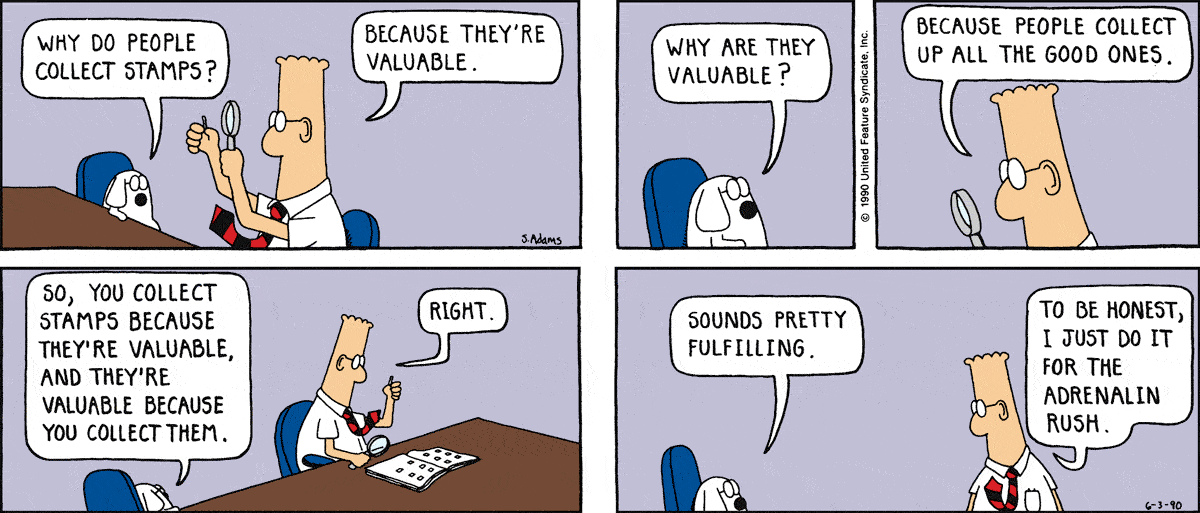 WHY DO PEOPLE
COLLECT STAMPS?
BECAUSE THEY'RE
VALUABLE.
S.Adams
WHY ARE THEY
VALUABLE?
© 1990 United Feature Syndicate, Inc.
BECAUSE PEOPLE COLLECT
UP ALL THE GOOD ONES.
SO, YOU COLLECT
STAMPS BECAUSE
THEY'RE VALUABLE,
AND THEY'RE
VALUABLE BECAUSE
YOU COLLECT THEM.
RIGHT.
SOUNDS PRETTY
FULFILLING.
TO BE HONEST,
I JUST DO IT
FOR THE
ADRENALIN
RUSH.
6-3-90